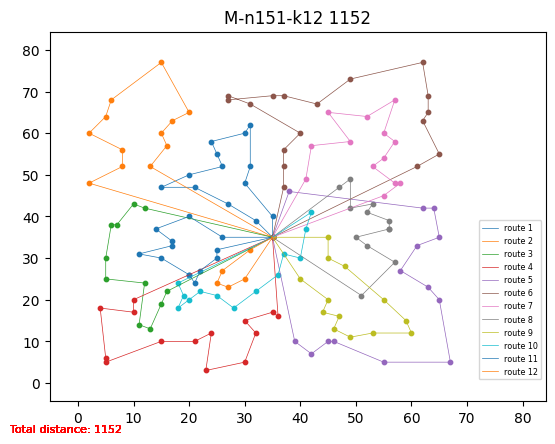 M-n151-k12 1152
80
70
60
50
40
30
20
10
0
route 1
route 2
route 3
route 4
route 5
route 6
route 7
route 8
route 9
route 10
route 11
route 12
0 10 20 30 40 50 60 70 80
Total distance: 1152